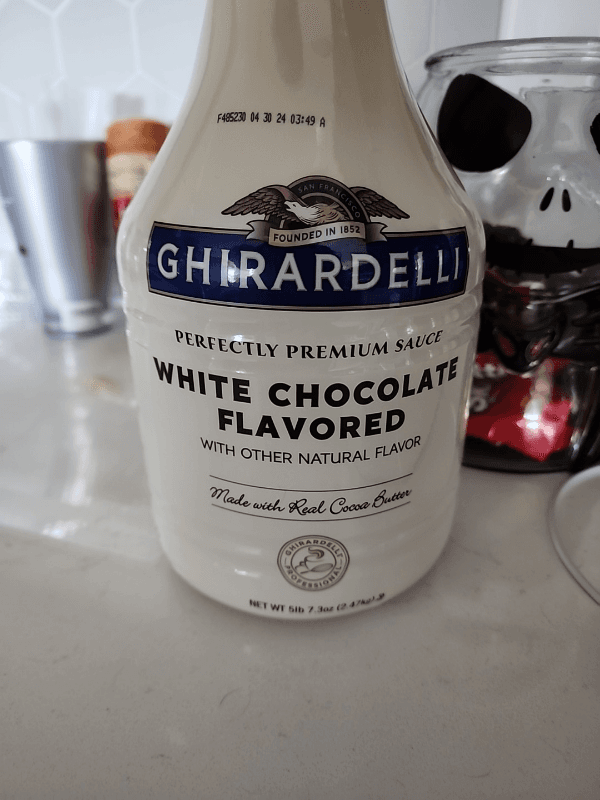 F485230 04 30 24 03:49 A
SAN FRANCISCO
FOUNDED IN 1852
GHIRARDELLI
PERFECTLY PREMIUM SAUCE
WHITE CHOCOLATE
FLAVORED
WITH OTHER NATURAL FLAVOR
Made with Real Cocoa Butter
GHIRARDELLI
PROFESSIONAL
NET WT 5lb 7.3oz (2.47kg)